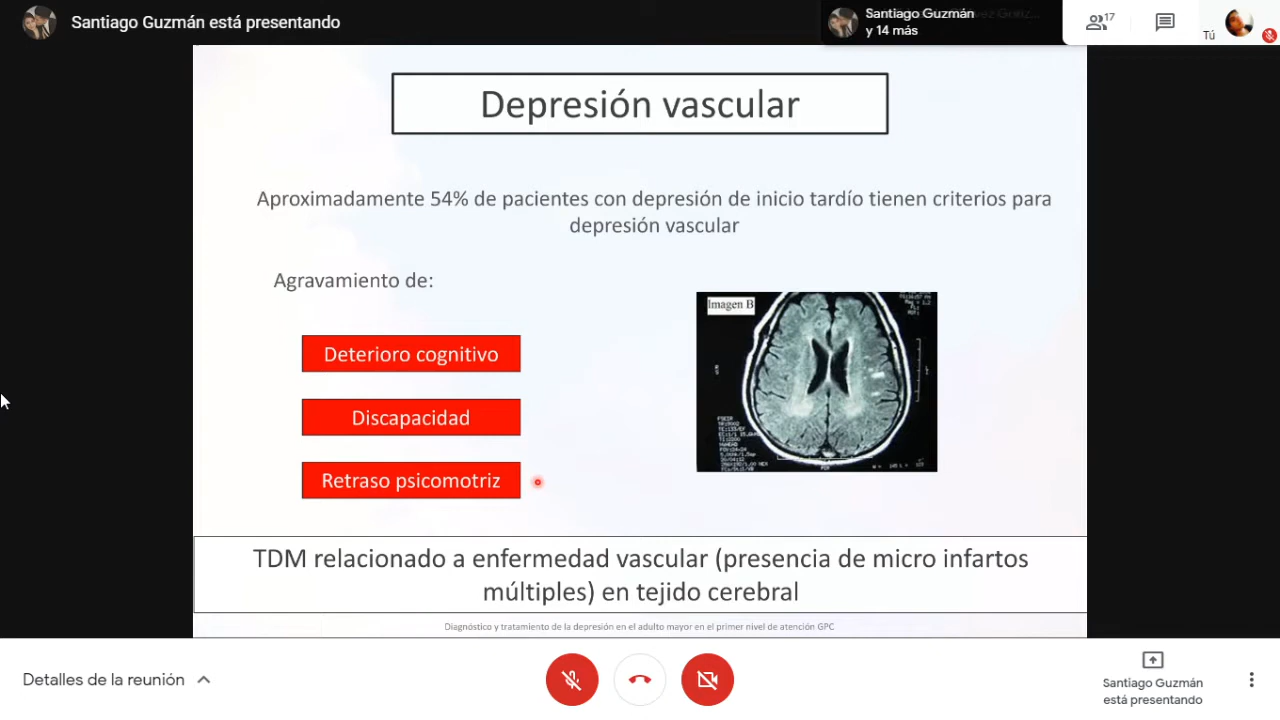 Santiago Guzmán está presentando
Santiago Guzmán
y 14 más
17
Tú
Depresión vascular
Aproximadamente 54% de pacientes con depresión de inicio tardío tienen criterios para
depresión vascular
Agravamiento de:
Imagen B
Deterioro cognitivo
Discapacidad
Retraso psicomotriz
TDM relacionado a enfermedad vascular (presencia de micro infartos
múltiples) en tejido cerebral
Diagnóstico y tratamiento de la depresión en el adulto mayor en el primer nivel de atención GPC
Detalles de la reunión
Santiago Guzmán
está presentando